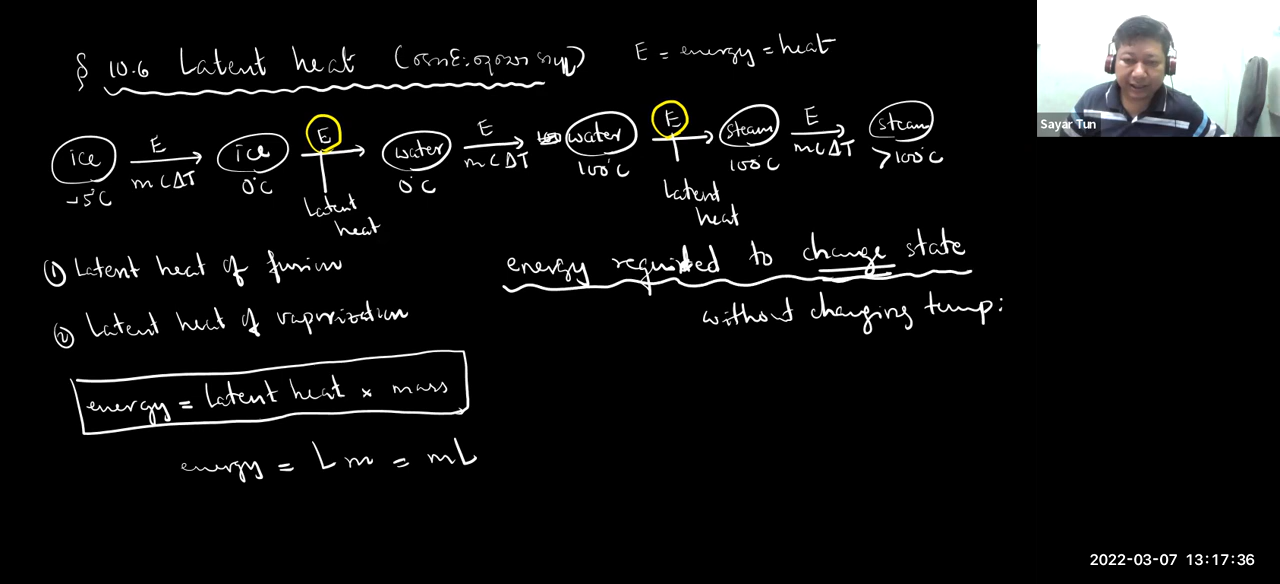 § 10.6 Latent heat
E = energy = heat
ice E ice E water E water E steam E steam
-5°C mCΔT 0°C 0°C mCΔT 100°C 100°C mCΔT >100°C
Latent heat
Latent heat
① Latent heat of fusion
② Latent heat of vaporization
energy required to change state
without changing temp:
energy = Latent heat × mass
energy = Lm = mL
Sayar Tun
2022-03-07 13:17:36